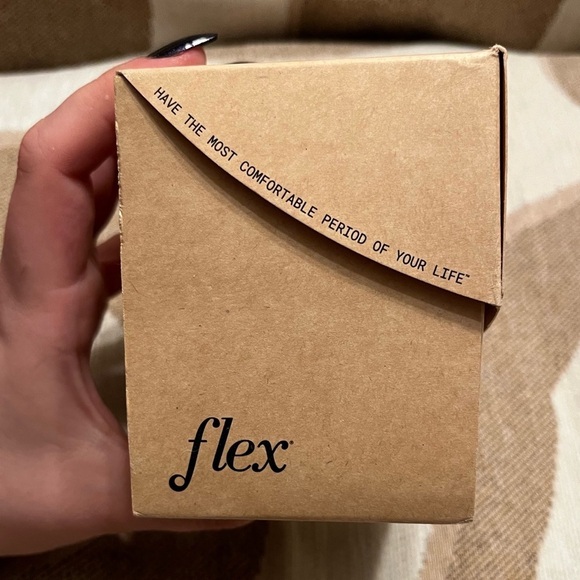 HAVE THE MOST COMFORTABLE PERIOD OF YOUR LIFE™
flex®